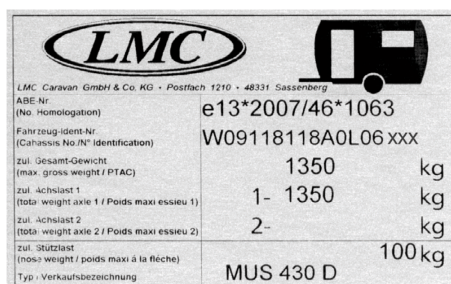 LMC
LMC Caravan GmbH & Co. KG • Postfach 1210 • 48331 Sassenberg
ABE-Nr.
(No. Homologation) e13*2007/46*1063
Fahrzeug-Ident-Nr.
(Cahassis No./N° Identification) W09118118A0L06 xxx
zul. Gesamt-Gewicht
(max. gross weight / PTAC) 1350 kg
zul. Achslast 1
(total weight axle 1 / Poids maxi essieu 1) 1- 1350 kg
zul. Achslast 2
(total weight axle 2 / Poids maxi essieu 2) 2- kg
zul. Stützlast
(nose weight / poids maxi à la flèche) 100 kg
Typ / Verkaufsbezeichnung MUS 430 D